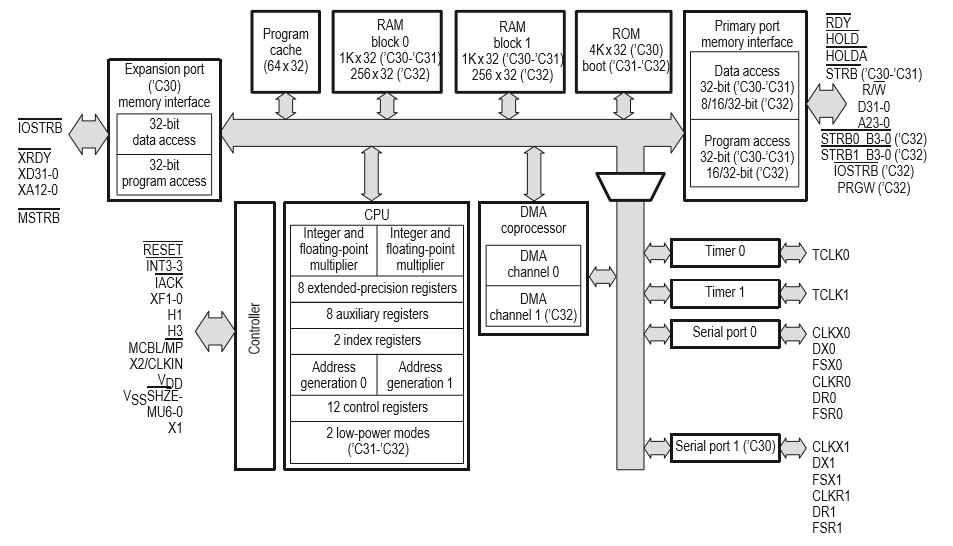 Program
cache
(64 x 32)
RAM
block 0
1K x 32 ('C30-'C31)
256 x 32 ('C32)
RAM
block 1
1K x 32 ('C30-'C31)
256 x 32 ('C32)
ROM
4K x 32 ('C30)
boot ('C31-'C32)
Primary port
memory interface
Data access
32-bit ('C30-'C31)
8/16/32-bit ('C32)
Program access
32-bit ('C30-'C31)
16/32-bit ('C32)
RDY
HOLD
HOLDA
STRB ('C30-'C31)
R/W
D31-0
A23-0
STRB0 B3-0 ('C32)
STRB1 B3-0 ('C32)
IOSTRB ('C32)
PRGW ('C32)
Expansion port
('C30)
memory interface
32-bit
data access
32-bit
program access
IOSTRB
XRDY
XD31-0
XA12-0
MSTRB
RESET
INT3-3
IACK
XF1-0
H1
H3
MCBL/MP
X2/CLKIN
VDD
VSSSHZE-
MU6-0
X1
Controller
CPU
Integer and
floating-point
multiplier
Integer and
floating-point
multiplier
8 extended-precision registers
8 auxiliary registers
2 index registers
Address
generation 0
Address
generation 1
12 control registers
2 low-power modes
('C31-'C32)
DMA
coprocessor
DMA
channel 0
DMA
channel 1 ('C32)
Timer 0
TCLK0
Timer 1
TCLK1
Serial port 0
CLKX0
DX0
FSX0
CLKR0
DR0
FSR0
Serial port 1 ('C30)
CLKX1
DX1
FSX1
CLKR1
DR1
FSR1